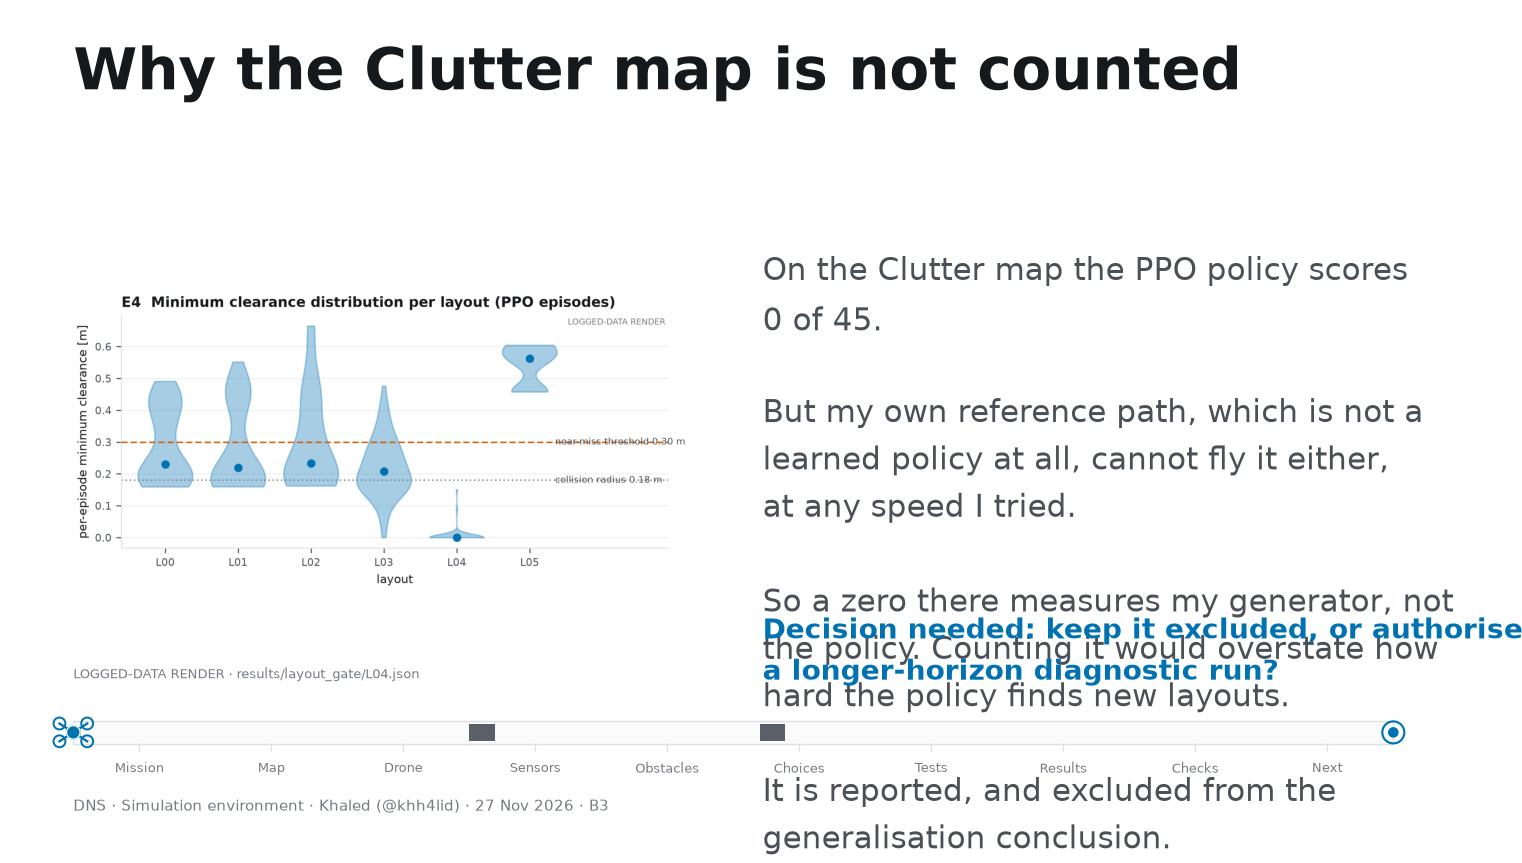 Why the Clutter map is not counted
E4  Minimum clearance distribution per layout (PPO episodes)
LOGGED-DATA RENDER
per-episode minimum clearance [m]
0.6
0.5
0.4
0.3
0.2
0.1
0.0
near-miss threshold 0.30 m
collision radius 0.18 m
L00 L01 L02 L03 L04 L05
layout
LOGGED-DATA RENDER · results/layout_gate/L04.json
On the Clutter map the PPO policy scores
0 of 45.
But my own reference path, which is not a
learned policy at all, cannot fly it either,
at any speed I tried.
So a zero there measures my generator, not
the policy. Counting it would overstate how
hard the policy finds new layouts.
Decision needed: keep it excluded, or authorise
a longer-horizon diagnostic run?
It is reported, and excluded from the
generalisation conclusion.
Mission Map Drone Sensors Obstacles Choices Tests Results Checks Next
DNS · Simulation environment · Khaled (@khh4lid) · 27 Nov 2026 · B3